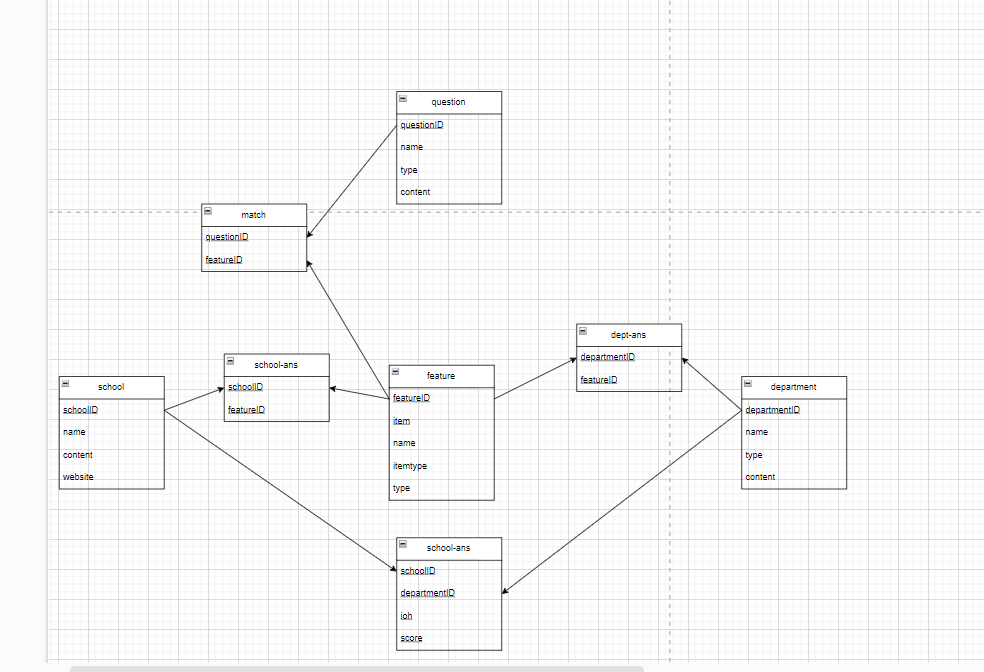 question
questionID
name
type
content
match
questionID
featureID
dept-ans
departmentID
featureID
school-ans
schoolID
featureID
feature
featureID
item
name
itemtype
type
school
schoolID
name
content
website
department
departmentID
name
type
content
school-ans
schoolID
departmentID
ioh
score